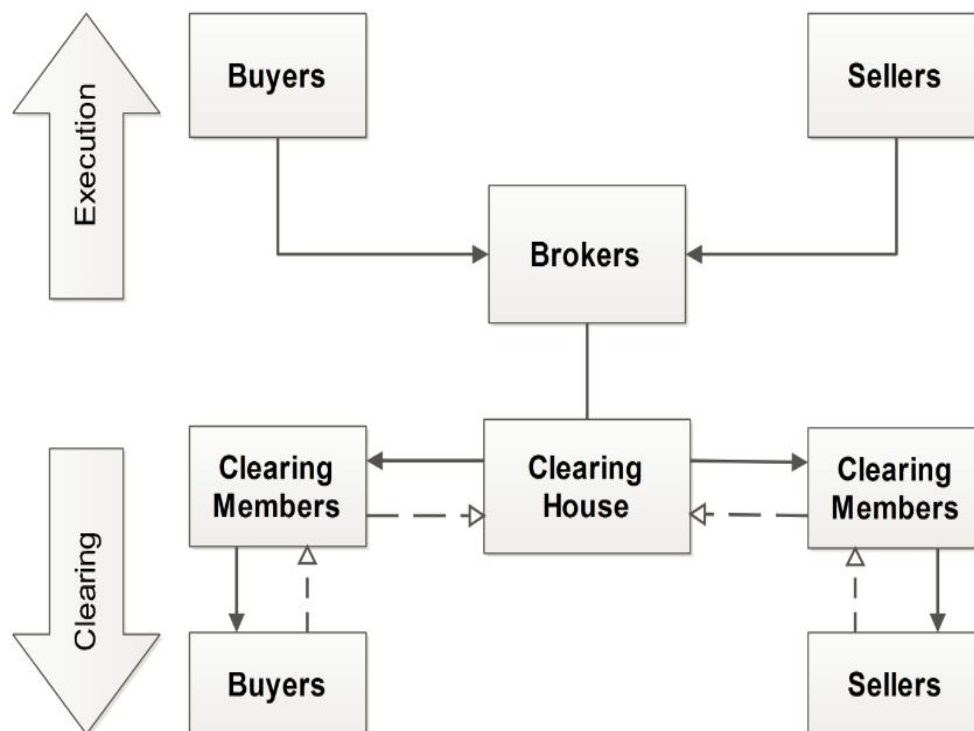 Buyers
Sellers
Execution
Brokers
Clearing
Members
Clearing
House
Clearing
Members
Clearing
Buyers
Sellers